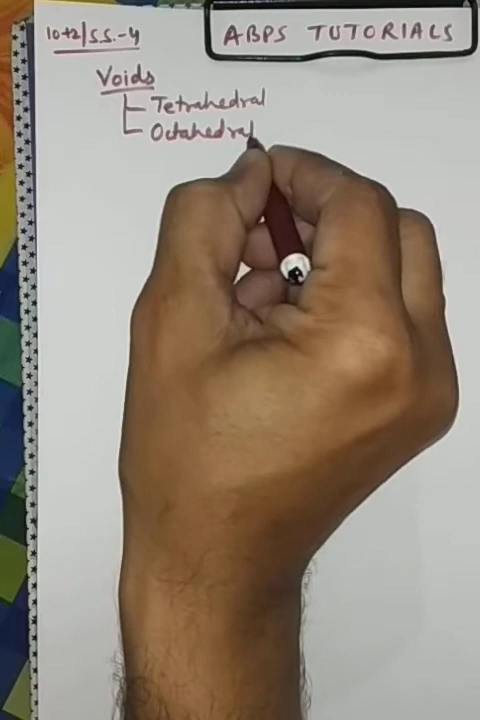 10+2/S.S.-4
ABPS TUTORIALS
Voids
Tetrahedral
Octahedral